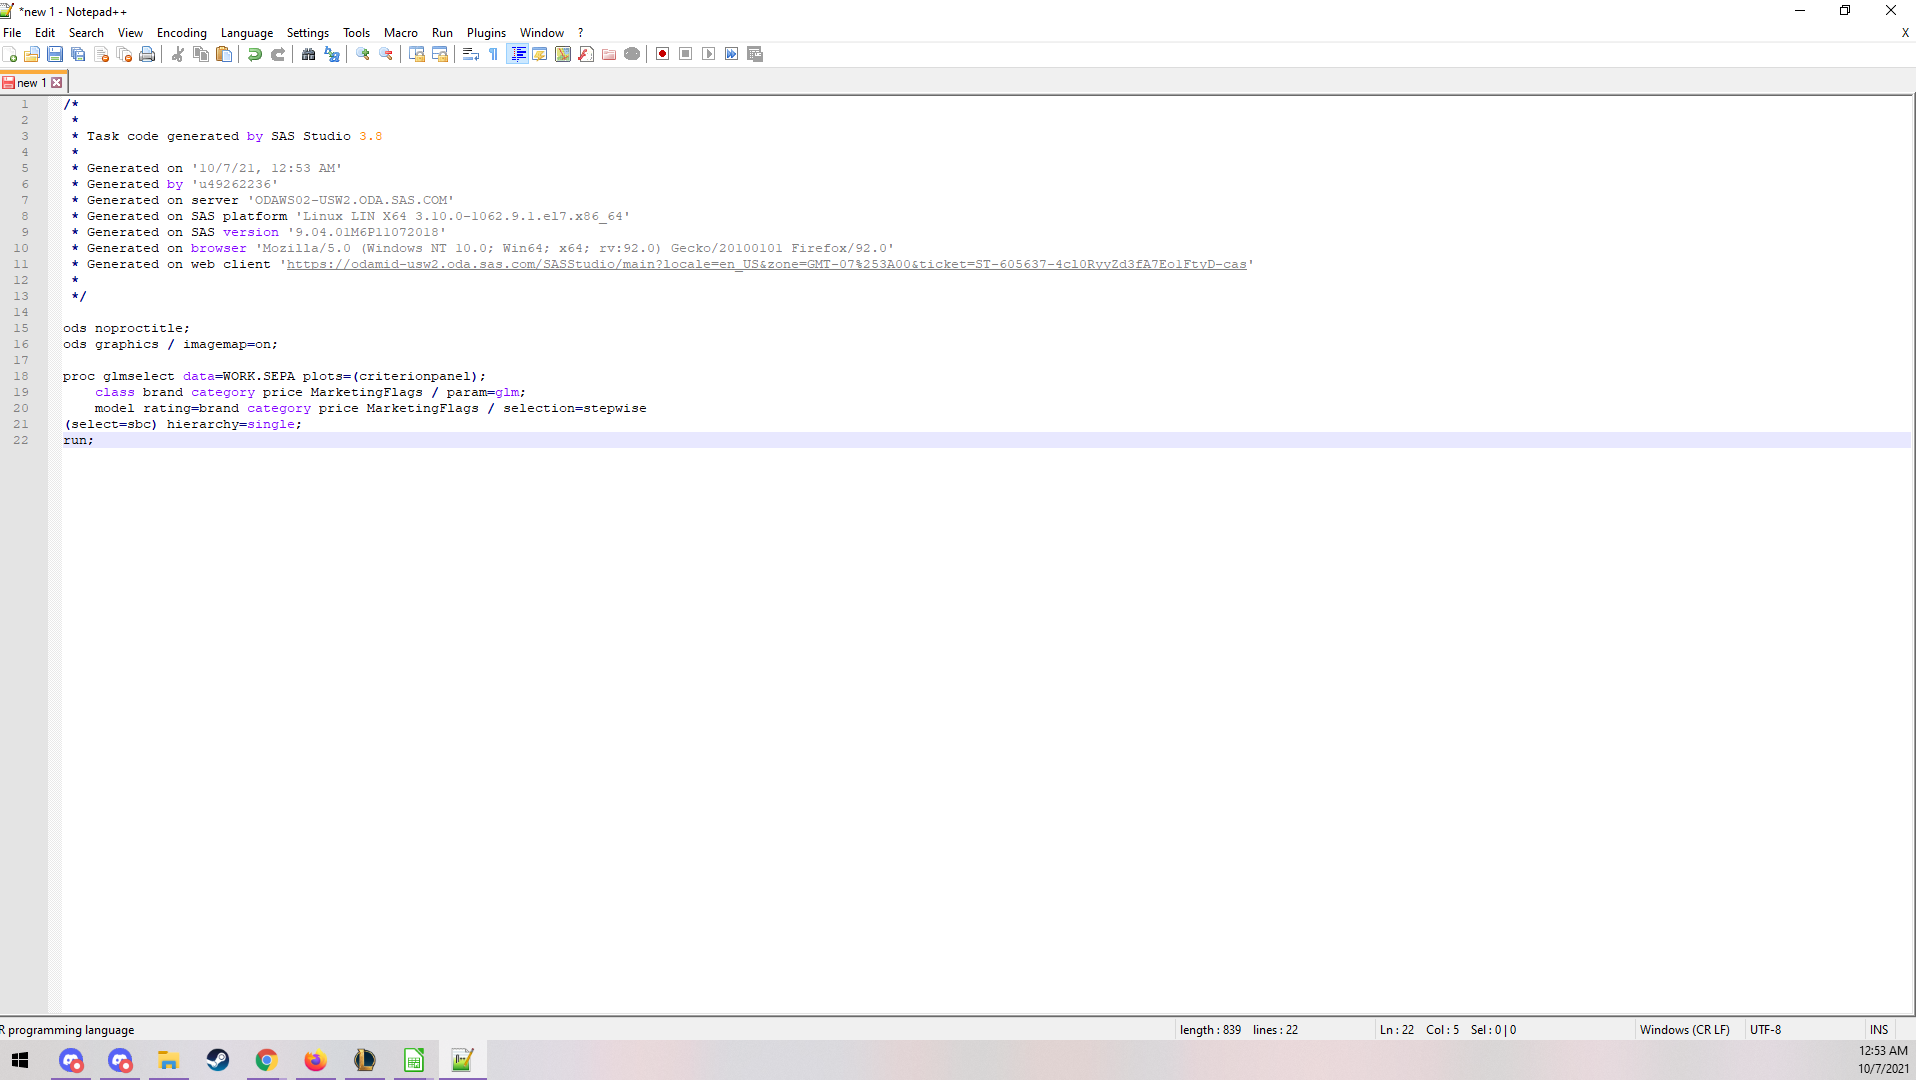 *new 1 - Notepad++
File Edit Search View Encoding Language Settings Tools Macro Run Plugins Window ? X
new 1
1 /*
2 *
3 * Task code generated by SAS Studio 3.8
4 *
5 * Generated on '10/7/21, 12:53 AM'
6 * Generated by 'u49262236'
7 * Generated on server 'ODAWS02-USW2.ODA.SAS.COM'
8 * Generated on SAS platform 'Linux LIN X64 3.10.0-1062.9.1.el7.x86_64'
9 * Generated on SAS version '9.04.01M6P11072018'
10 * Generated on browser 'Mozilla/5.0 (Windows NT 10.0; Win64; x64; rv:92.0) Gecko/20100101 Firefox/92.0'
11 * Generated on web client 'https://odamid-usw2.oda.sas.com/SASStudio/main?locale=en_US&zone=GMT-07%253A00&ticket=ST-605637-4cl0RyyZd3fA7EolFtyD-cas'
12 *
13 */
14
15 ods noproctitle;
16 ods graphics / imagemap=on;
17
18 proc glmselect data=WORK.SEPA plots=(criterionpanel);
19 class brand category price MarketingFlags / param=glm;
20 model rating=brand category price MarketingFlags / selection=stepwise
21 (select=sbc) hierarchy=single;
22 run;
R programming language length : 839 lines : 22 Ln : 22 Col : 5 Sel : 0 | 0 Windows (CR LF) UTF-8 INS
12:53 AM
10/7/2021